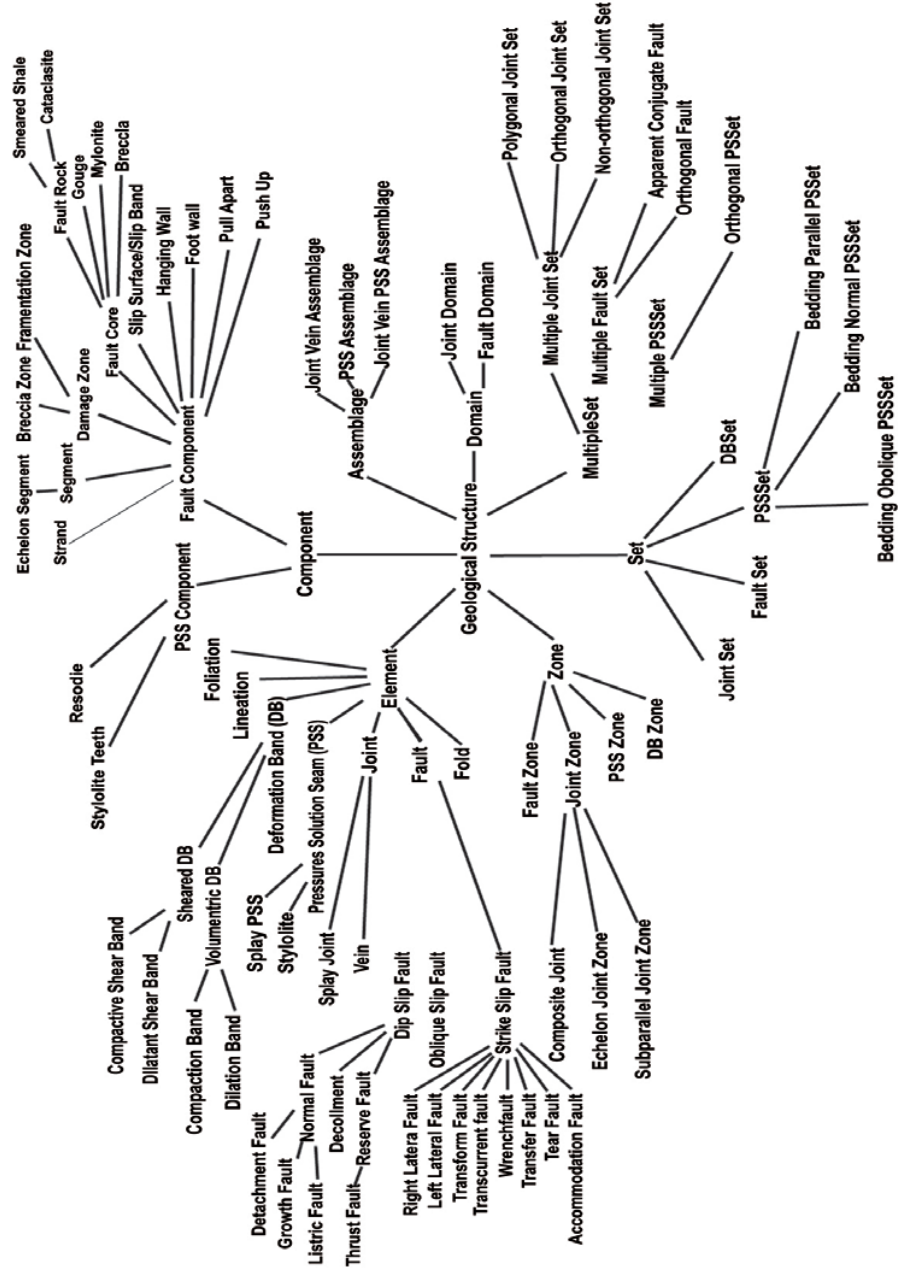 Smeared Shale
Cataclasite
Fault Rock
Gouge
Mylonite
Breccla
Framentation Zone
Breccia Zone
Damage Zone
Echelon Segment
Segment
Strand
Fault Core
Slip Surface/Slip Band
Hanging Wall
Foot wall
Pull Apart
Push Up
Fault Component
PSS Component
Resodie
Stylolite Teeth
Component
Joint Vein Assemblage
PSS Assemblage
Joint Vein PSS Assemblage
Assemblage
Joint Domain
Fault Domain
Domain
Geological Structure
Polygonal Joint Set
Orthogonal Joint Set
Non-orthogonal Joint Set
Multiple Joint Set
Apparent Conjugate Fault
Orthogonal Fault
Multiple Fault Set
MultipleSet
Orthogonal PSSet
Multiple PSSSet
Set
DBSet
PSSSet
Bedding Parallel PSSet
Bedding Normal PSSSet
Bedding Obolique PSSSet
Fault Set
Joint Set
Element
Foliation
Lineation
Deformation Band (DB)
Pressures Solution Seam (PSS)
Joint
Fault
Fold
Sheared DB
Volumentric DB
Compactive Shear Band
Dllatant Shear Band
Compaction Band
Dilation Band
Splay PSS
Stylolite
Splay Joint
Vein
Dip Slip Fault
Oblique Slip Fault
Strike Slip Fault
Normal Fault
Decollment
Reserve Fault
Detachment Fault
Growth Fault
Listric Fault
Thrust Fault
Right Latera Fault
Left Lateral Fault
Transform Fault
Transcurrent fault
Wrenchfault
Transfer Fault
Tear Fault
Accommodation Fault
Zone
Fault Zone
Joint Zone
PSS Zone
DB Zone
Composite Joint
Echelon Joint Zone
Subparallel Joint Zone